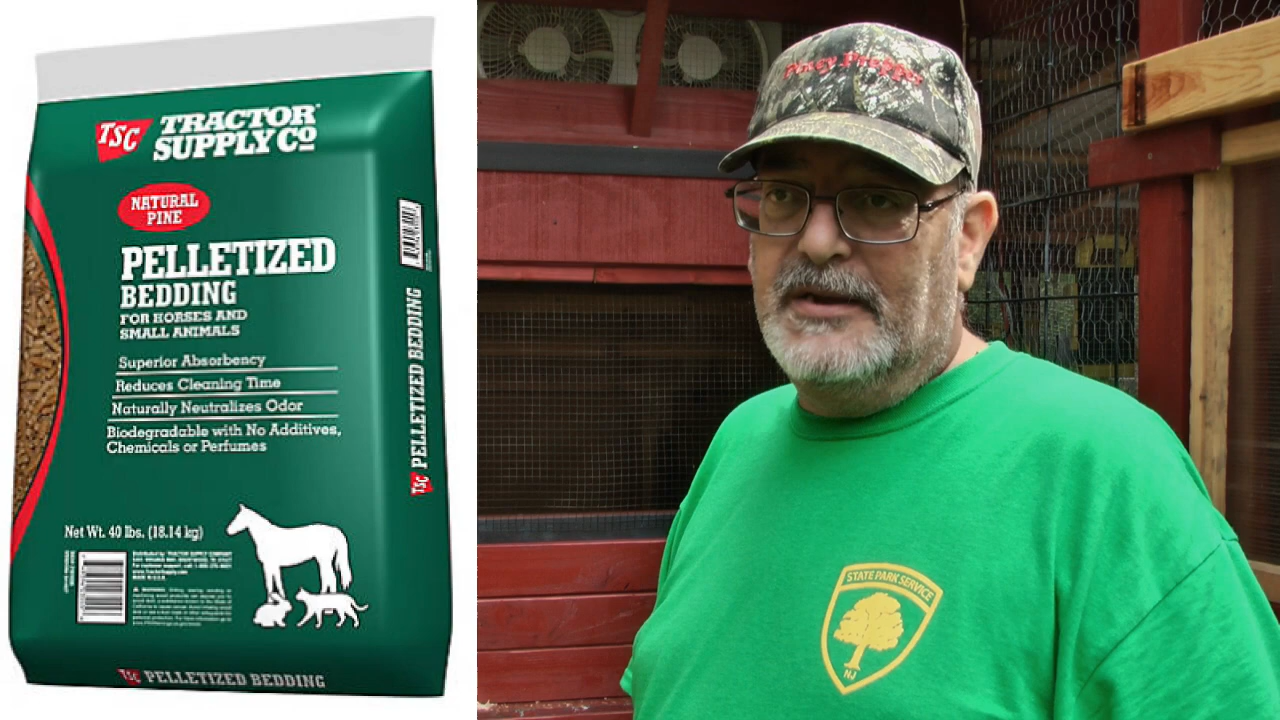 TSC
TRACTOR
SUPPLY CO
NATURAL
PINE
PELLETIZED
BEDDING
FOR HORSES AND
SMALL ANIMALS
Superior Absorbency
Reduces Cleaning Time
Naturally Neutralizes Odor
Biodegradable with No Additives,
Chemicals or Perfumes
Net Wt. 40 lbs. (18.14 kg)
TSC PELLETIZED BEDDING
TSC PELLETIZED BEDDING
Piney Prepper
STATE PARK SERVICE
NJ